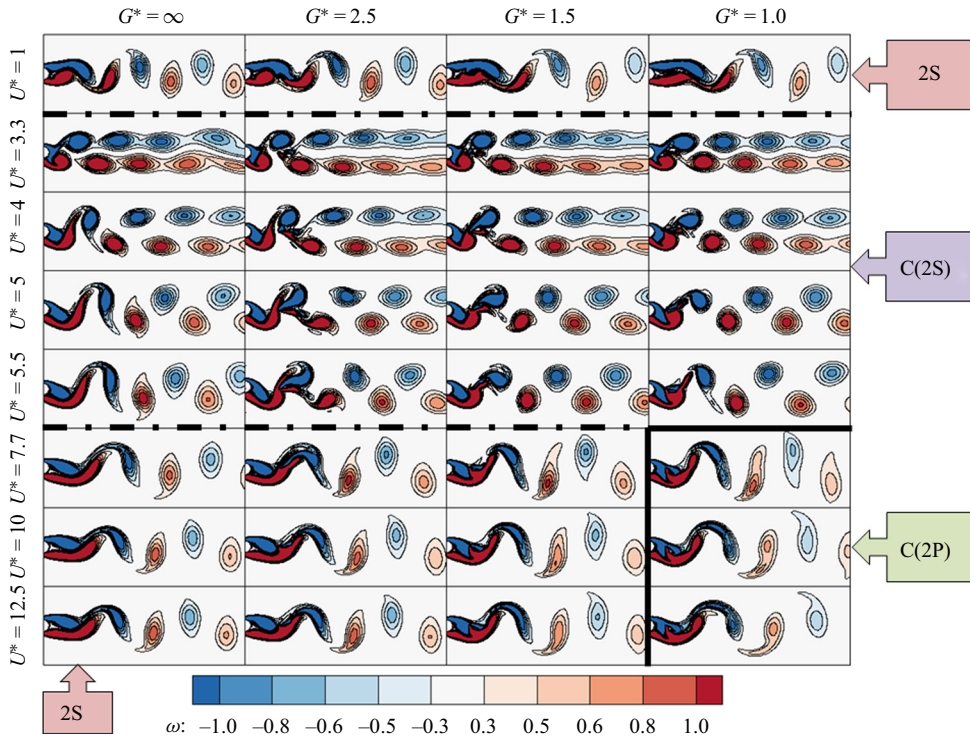 G* = ∞ G* = 2.5 G* = 1.5 G* = 1.0
U* = 1
2S
U* = 3.3
U* = 4
C(2S)
U* = 5
U* = 5.5
U* = 7.7
U* = 10
C(2P)
U* = 12.5
2S
ω: −1.0 −0.8 −0.6 −0.5 −0.3 0.3 0.5 0.6 0.8 1.0